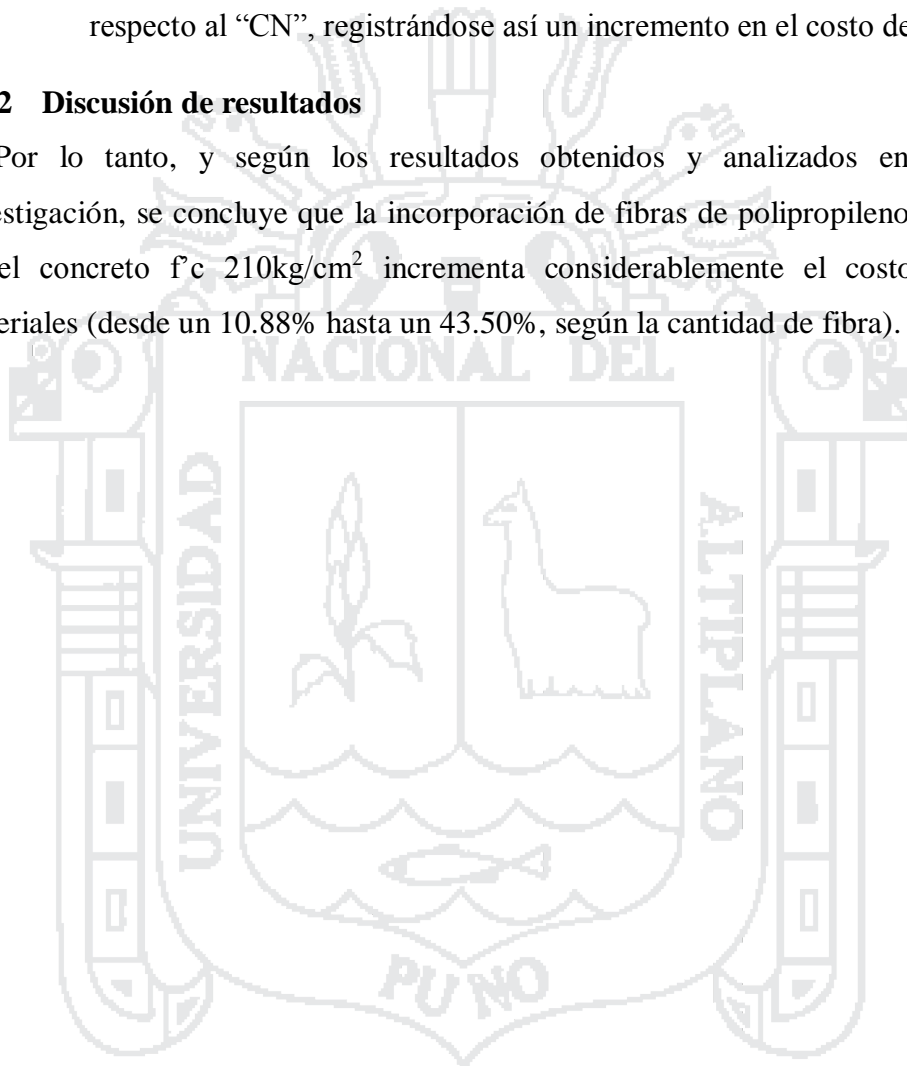 respecto al “CN”, registrándose así un incremento en el costo de
2 Discusión de resultados
Por lo tanto, y según los resultados obtenidos y analizados en
estigación, se concluye que la incorporación de fibras de polipropileno
el concreto f’c 210kg/cm² incrementa considerablemente el costo
eriales (desde un 10.88% hasta un 43.50%, según la cantidad de fibra).
NACIONAL DEL
UNIVERSIDAD
ALTIPLANO
PUNO